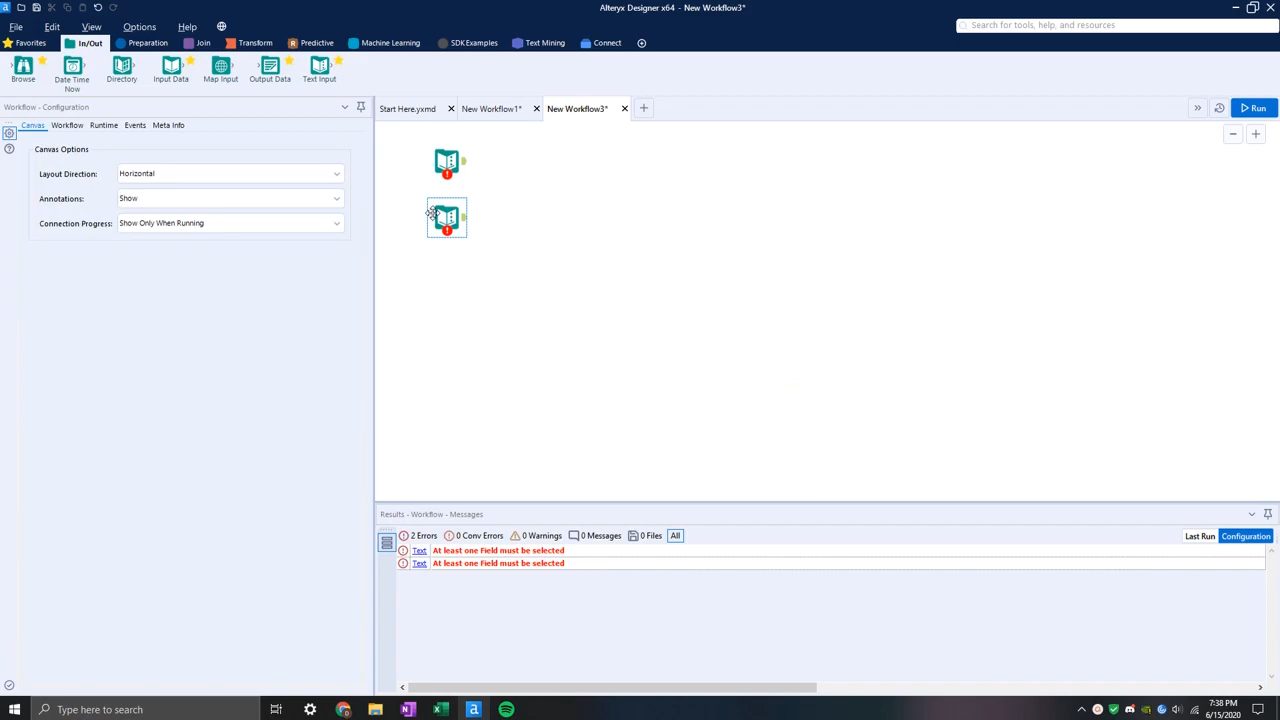 Alteryx Designer x64 - New Workflow3*
File Edit View Options Help
Search for tools, help, and resources
Favorites In/Out Preparation Join Transform Predictive Machine Learning SDK Examples Text Mining Connect
Browse Date Time Now Directory Input Data Map Input Output Data Text Input
Workflow - Configuration
Start Here.yxmd New Workflow1* New Workflow3* Run
Canvas Workflow Runtime Events Meta Info
Canvas Options
Layout Direction: Horizontal
Annotations: Show
Connection Progress: Show Only When Running
Results - Workflow - Messages
2 Errors 0 Conv Errors 0 Warnings 0 Messages 0 Files All Last Run Configuration
Text At least one Field must be selected
Text At least one Field must be selected
Type here to search
7:38 PM
6/15/2020